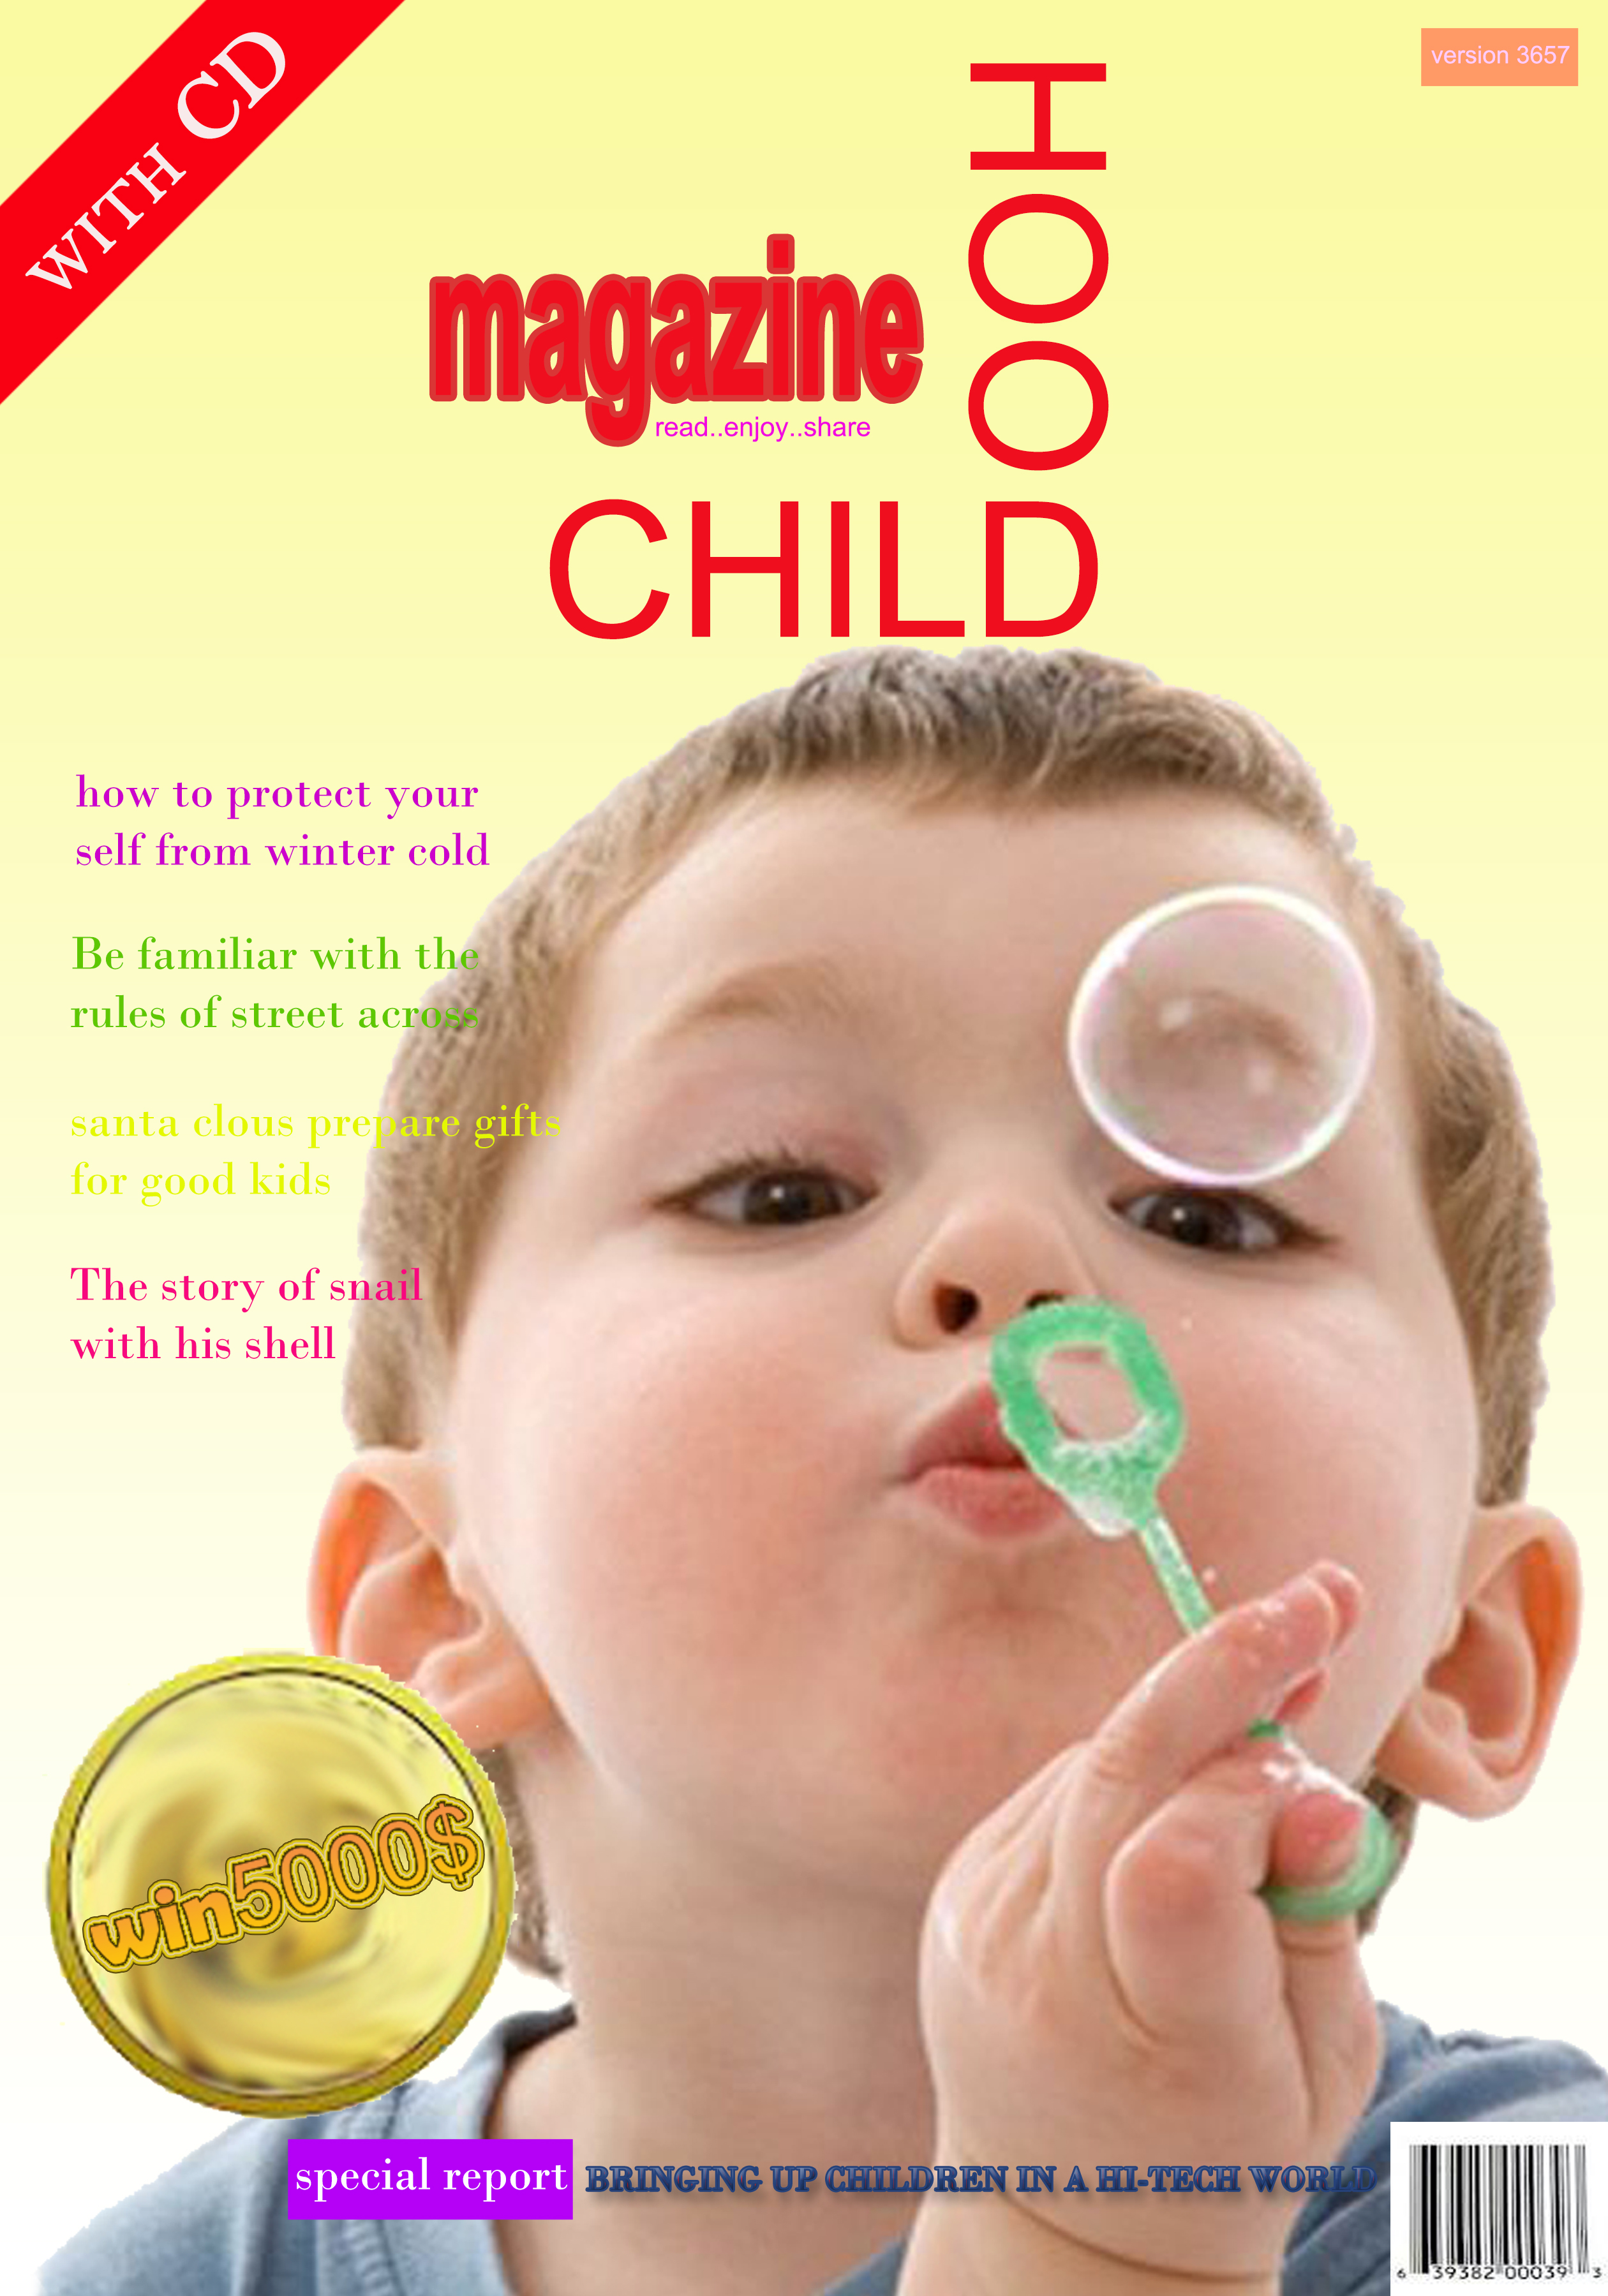 WITH CD
version 3657
HOO
magazine
read..enjoy..share
CHILD
how to protect your
self from winter cold
Be familiar with the
rules of street across
santa clous prepare gifts
for good kids
The story of snail
with his shell
win5000$
special report BRINGING UP CHILDREN IN A HI-TECH WORLD
6 39382 00039 3